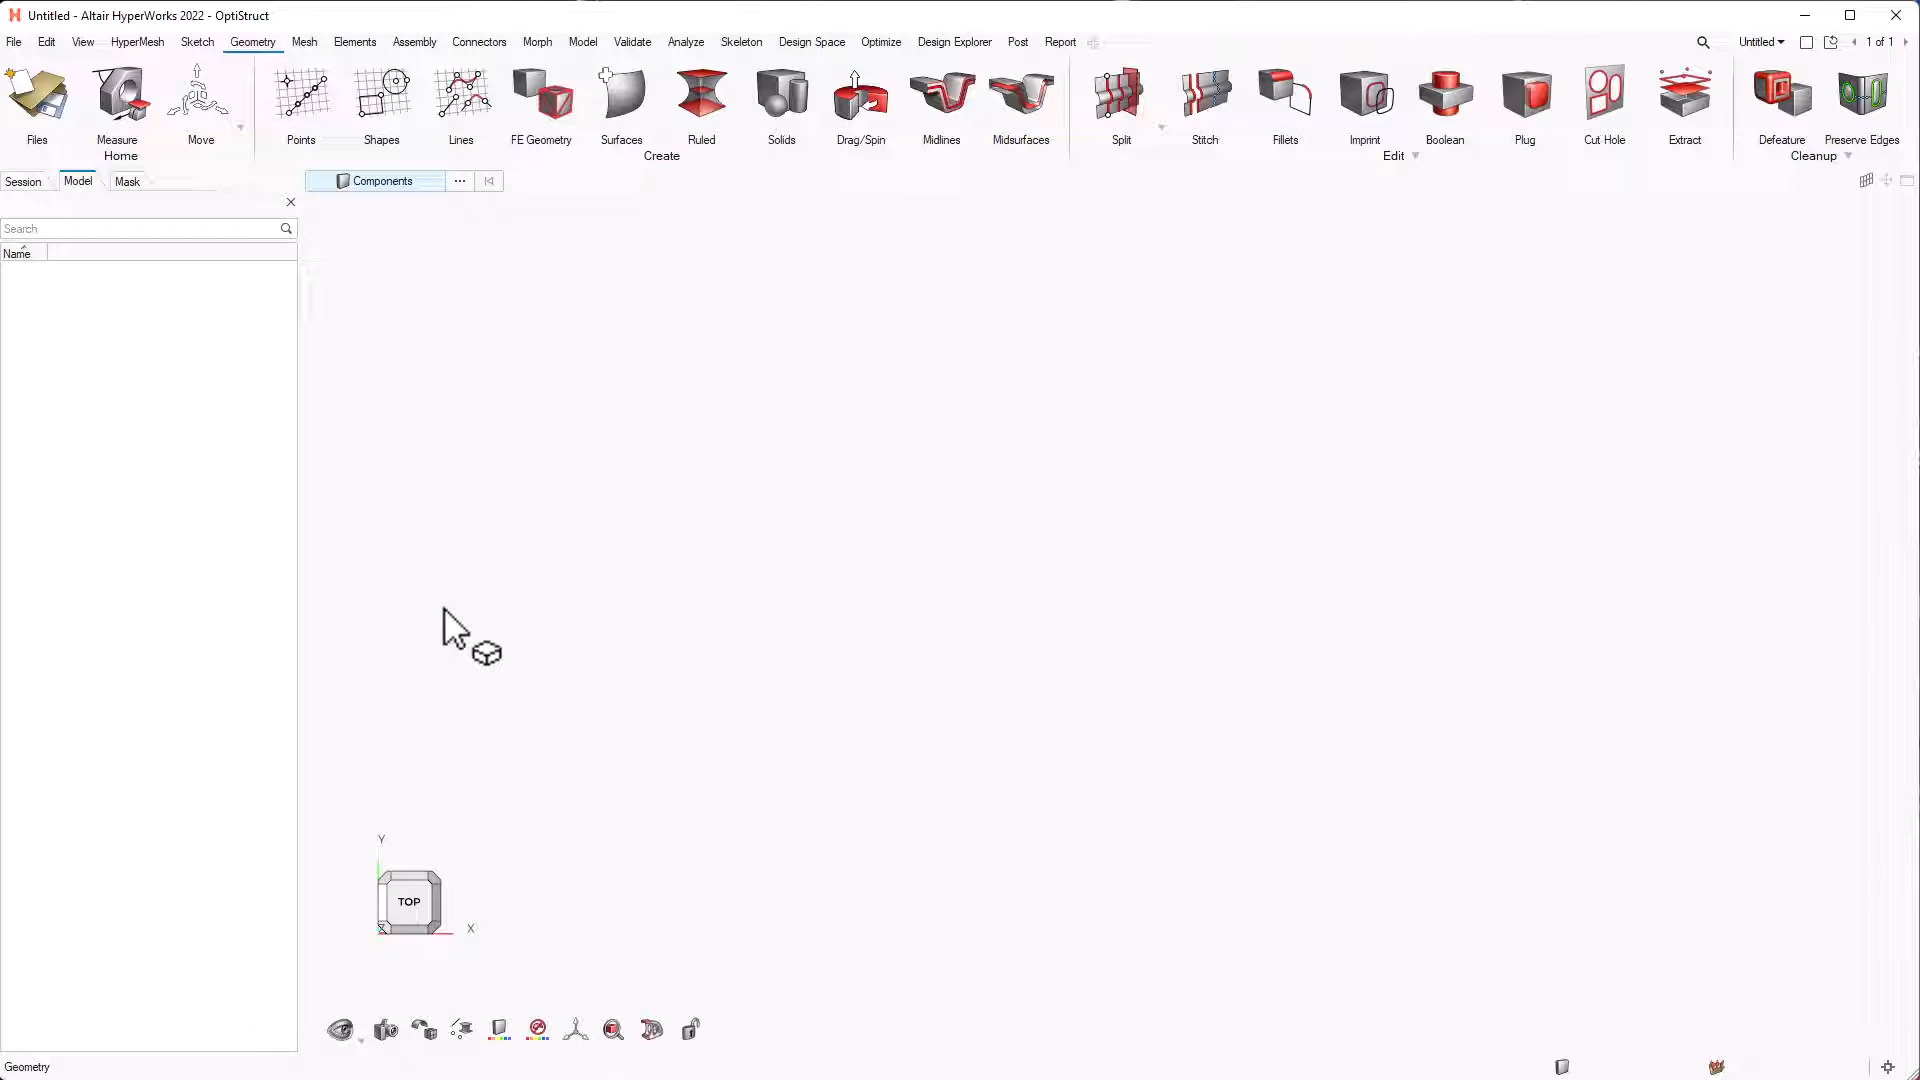 Untitled - Altair HyperWorks 2022 - OptiStruct
File Edit View HyperMesh Sketch Geometry Mesh Elements Assembly Connectors Morph Model Validate Analyze Skeleton Design Space Optimize Design Explorer Post Report Untitled 1 of 1
Files Measure Move Points Shapes Lines FE Geometry Surfaces Ruled Solids Drag/Spin Midlines Midsurfaces Split Stitch Fillets Imprint Boolean Plug Cut Hole Extract Defeature Preserve Edges
Home Create Edit Cleanup
Session Model Mask Components ...
Search
Name
Y
TOP
Z
X
Geometry